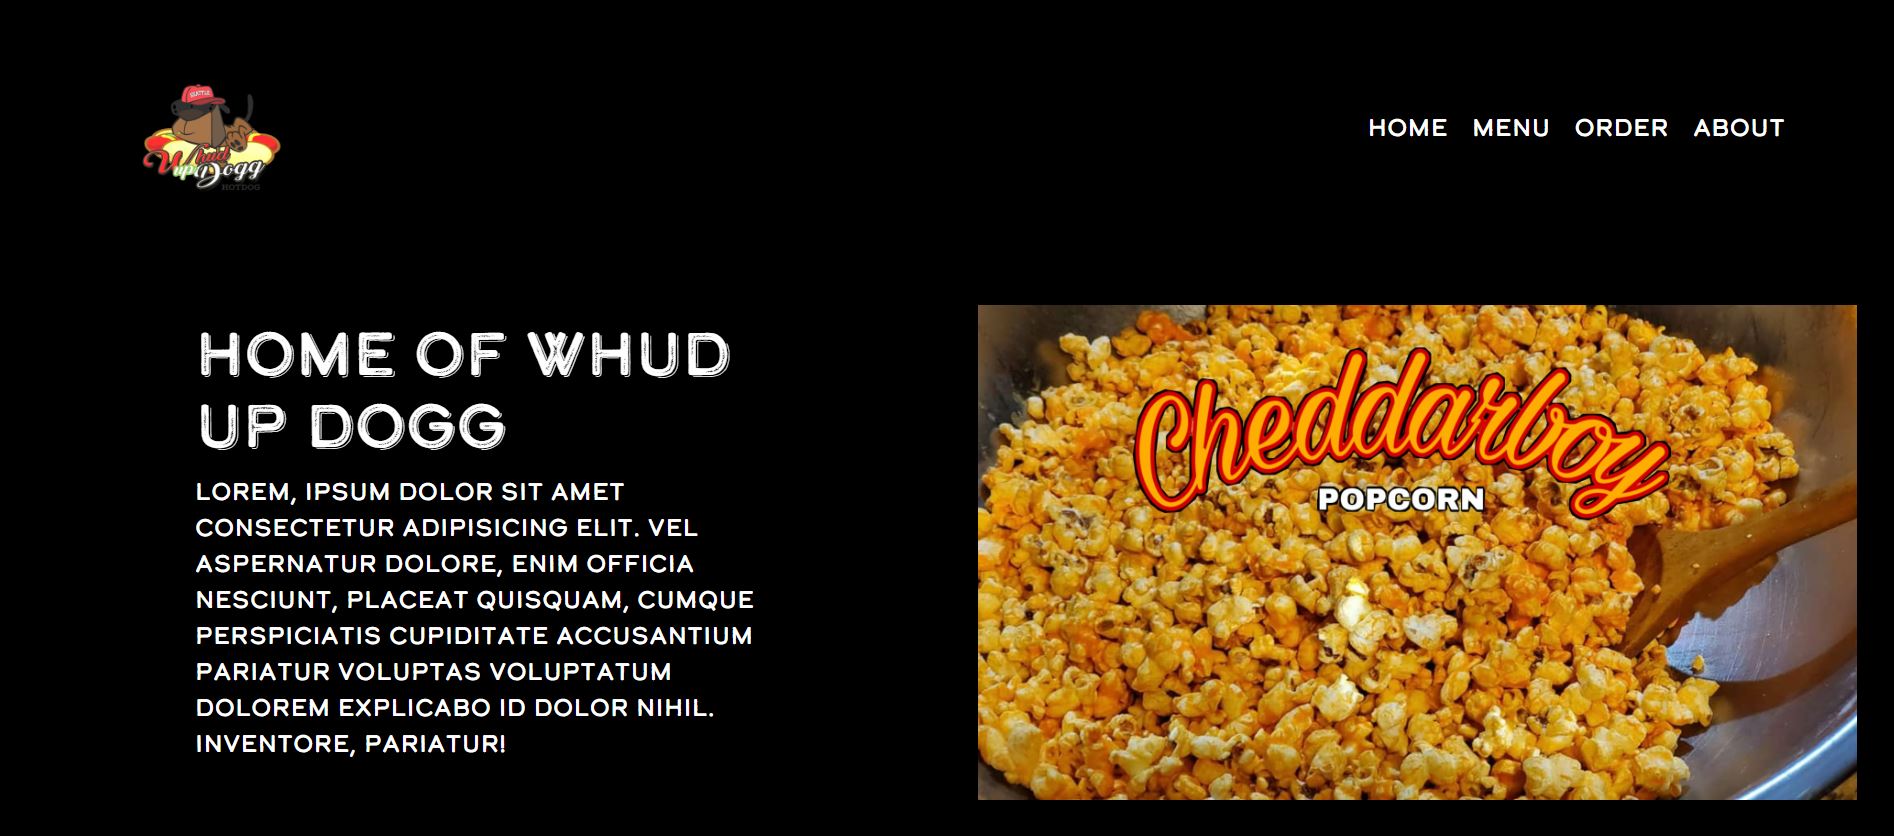 SEATTLE
Whud
up Dogg
HOTDOG
HOME MENU ORDER ABOUT
HOME OF WHUD
UP DOGG
LOREM, IPSUM DOLOR SIT AMET
CONSECTETUR ADIPISICING ELIT. VEL
ASPERNATUR DOLORE, ENIM OFFICIA
NESCIUNT, PLACEAT QUISQUAM, CUMQUE
PERSPICIATIS CUPIDITATE ACCUSANTIUM
PARIATUR VOLUPTAS VOLUPTATUM
DOLOREM EXPLICABO ID DOLOR NIHIL.
INVENTORE, PARIATUR!
Cheddarboy
POPCORN